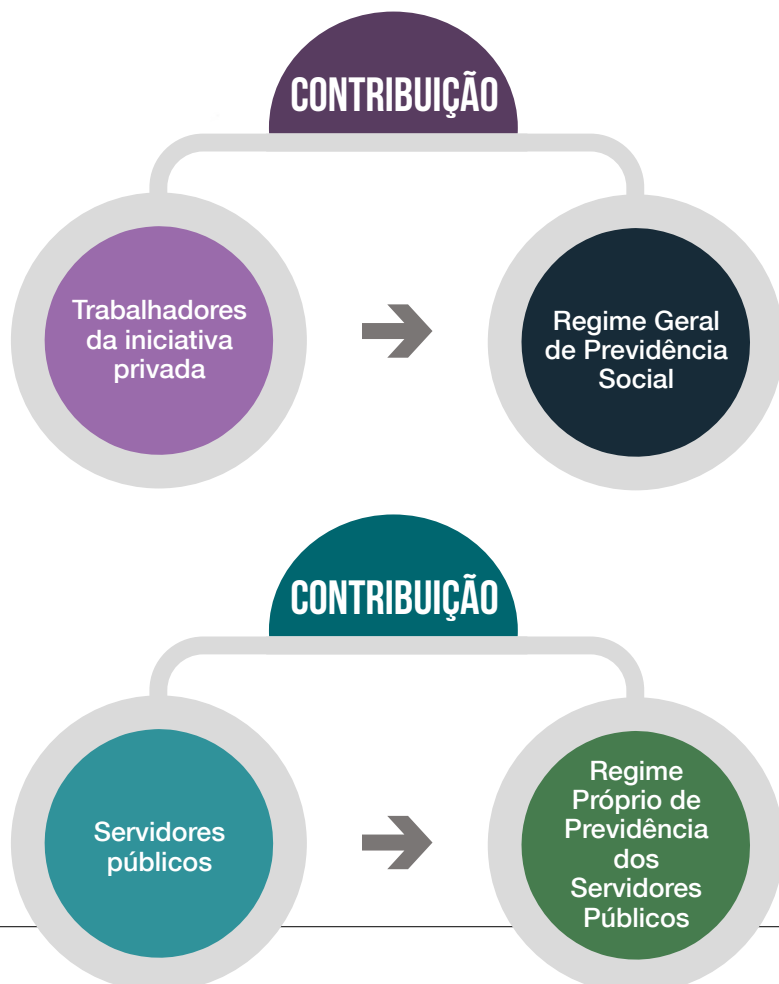 CONTRIBUIÇÃO
Trabalhadores
da iniciativa
privada
Regime Geral
de Previdência
Social
CONTRIBUIÇÃO
Servidores
públicos
Regime
Próprio de
Previdência
dos
Servidores
Públicos